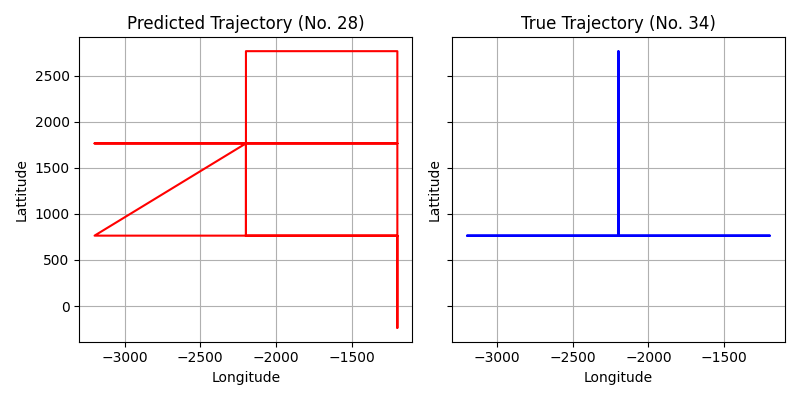 Predicted Trajectory (No. 28)
True Trajectory (No. 34)
2500
2000
1500
1000
500
0
Lattitude
Lattitude
−3000 −2500 −2000 −1500
−3000 −2500 −2000 −1500
Longitude
Longitude